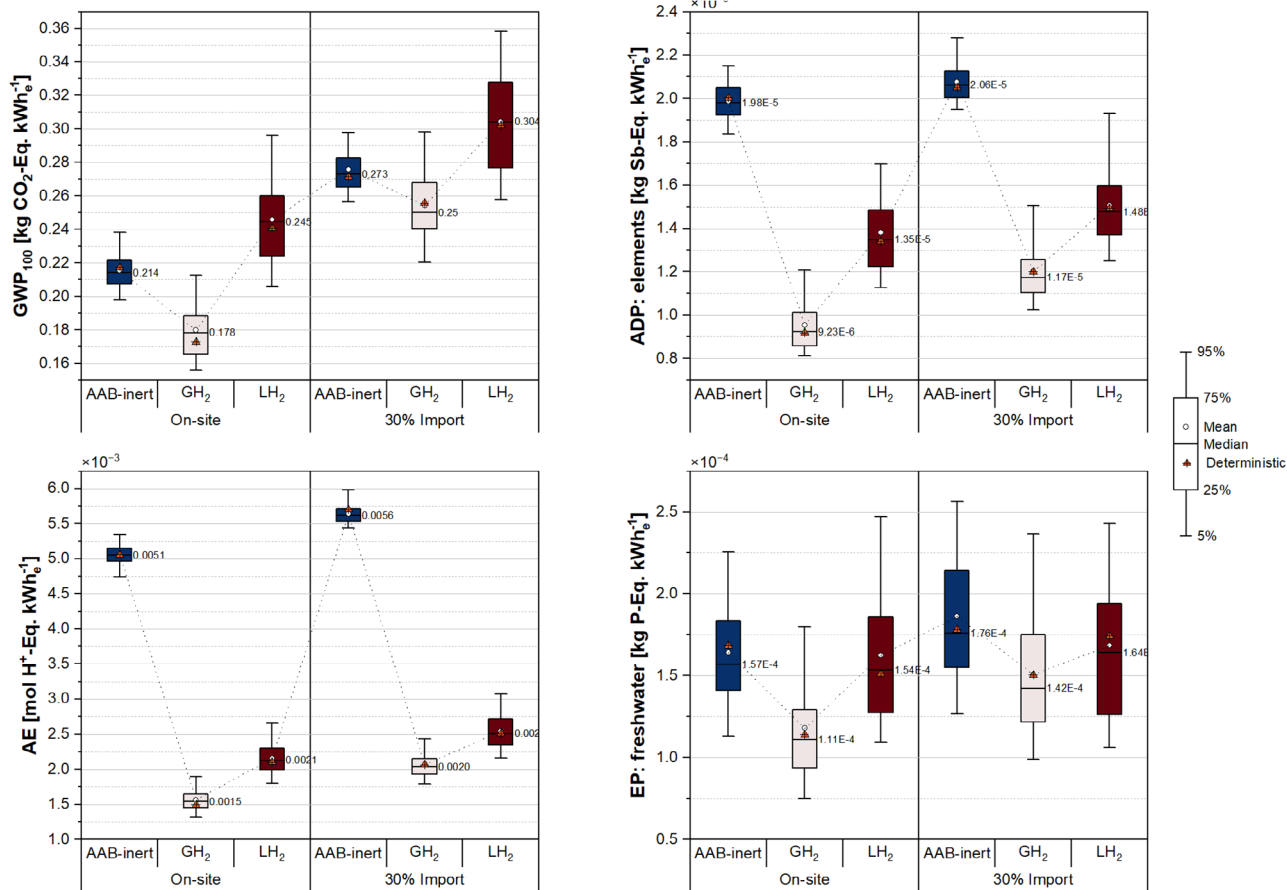 GWP₁₀₀ [kg CO₂-Eq. kWhₑ⁻¹]
0.36
0.34
0.32
0.30
0.28
0.26
0.24
0.22
0.20
0.18
0.16
0.214
0.178
0.245
0.273
0.25
0.304
AAB-inert GH₂ LH₂ AAB-inert GH₂ LH₂
On-site 30% Import
ADP: elements [kg Sb-Eq. kWhₑ⁻¹]
2.4
2.2
2.0
1.8
1.6
1.4
1.2
1.0
0.8
1.98E-5
9.23E-6
1.35E-5
2.06E-5
1.17E-5
1.48E
AAB-inert GH₂ LH₂ AAB-inert GH₂ LH₂
On-site 30% Import
95%
75%
Mean
Median
Deterministic
25%
5%
×10⁻³
AE [mol H⁺-Eq. kWhₑ⁻¹]
6.0
5.5
5.0
4.5
4.0
3.5
3.0
2.5
2.0
1.5
1.0
0.0051
0.0015
0.0021
0.0056
0.0020
0.002
AAB-inert GH₂ LH₂ AAB-inert GH₂ LH₂
On-site 30% Import
×10⁻⁴
EP: freshwater [kg P-Eq. kWhₑ⁻¹]
2.5
2.0
1.5
1.0
0.5
1.57E-4
1.11E-4
1.54E-4
1.76E-4
1.42E-4
1.64E
AAB-inert GH₂ LH₂ AAB-inert GH₂ LH₂
On-site 30% Import